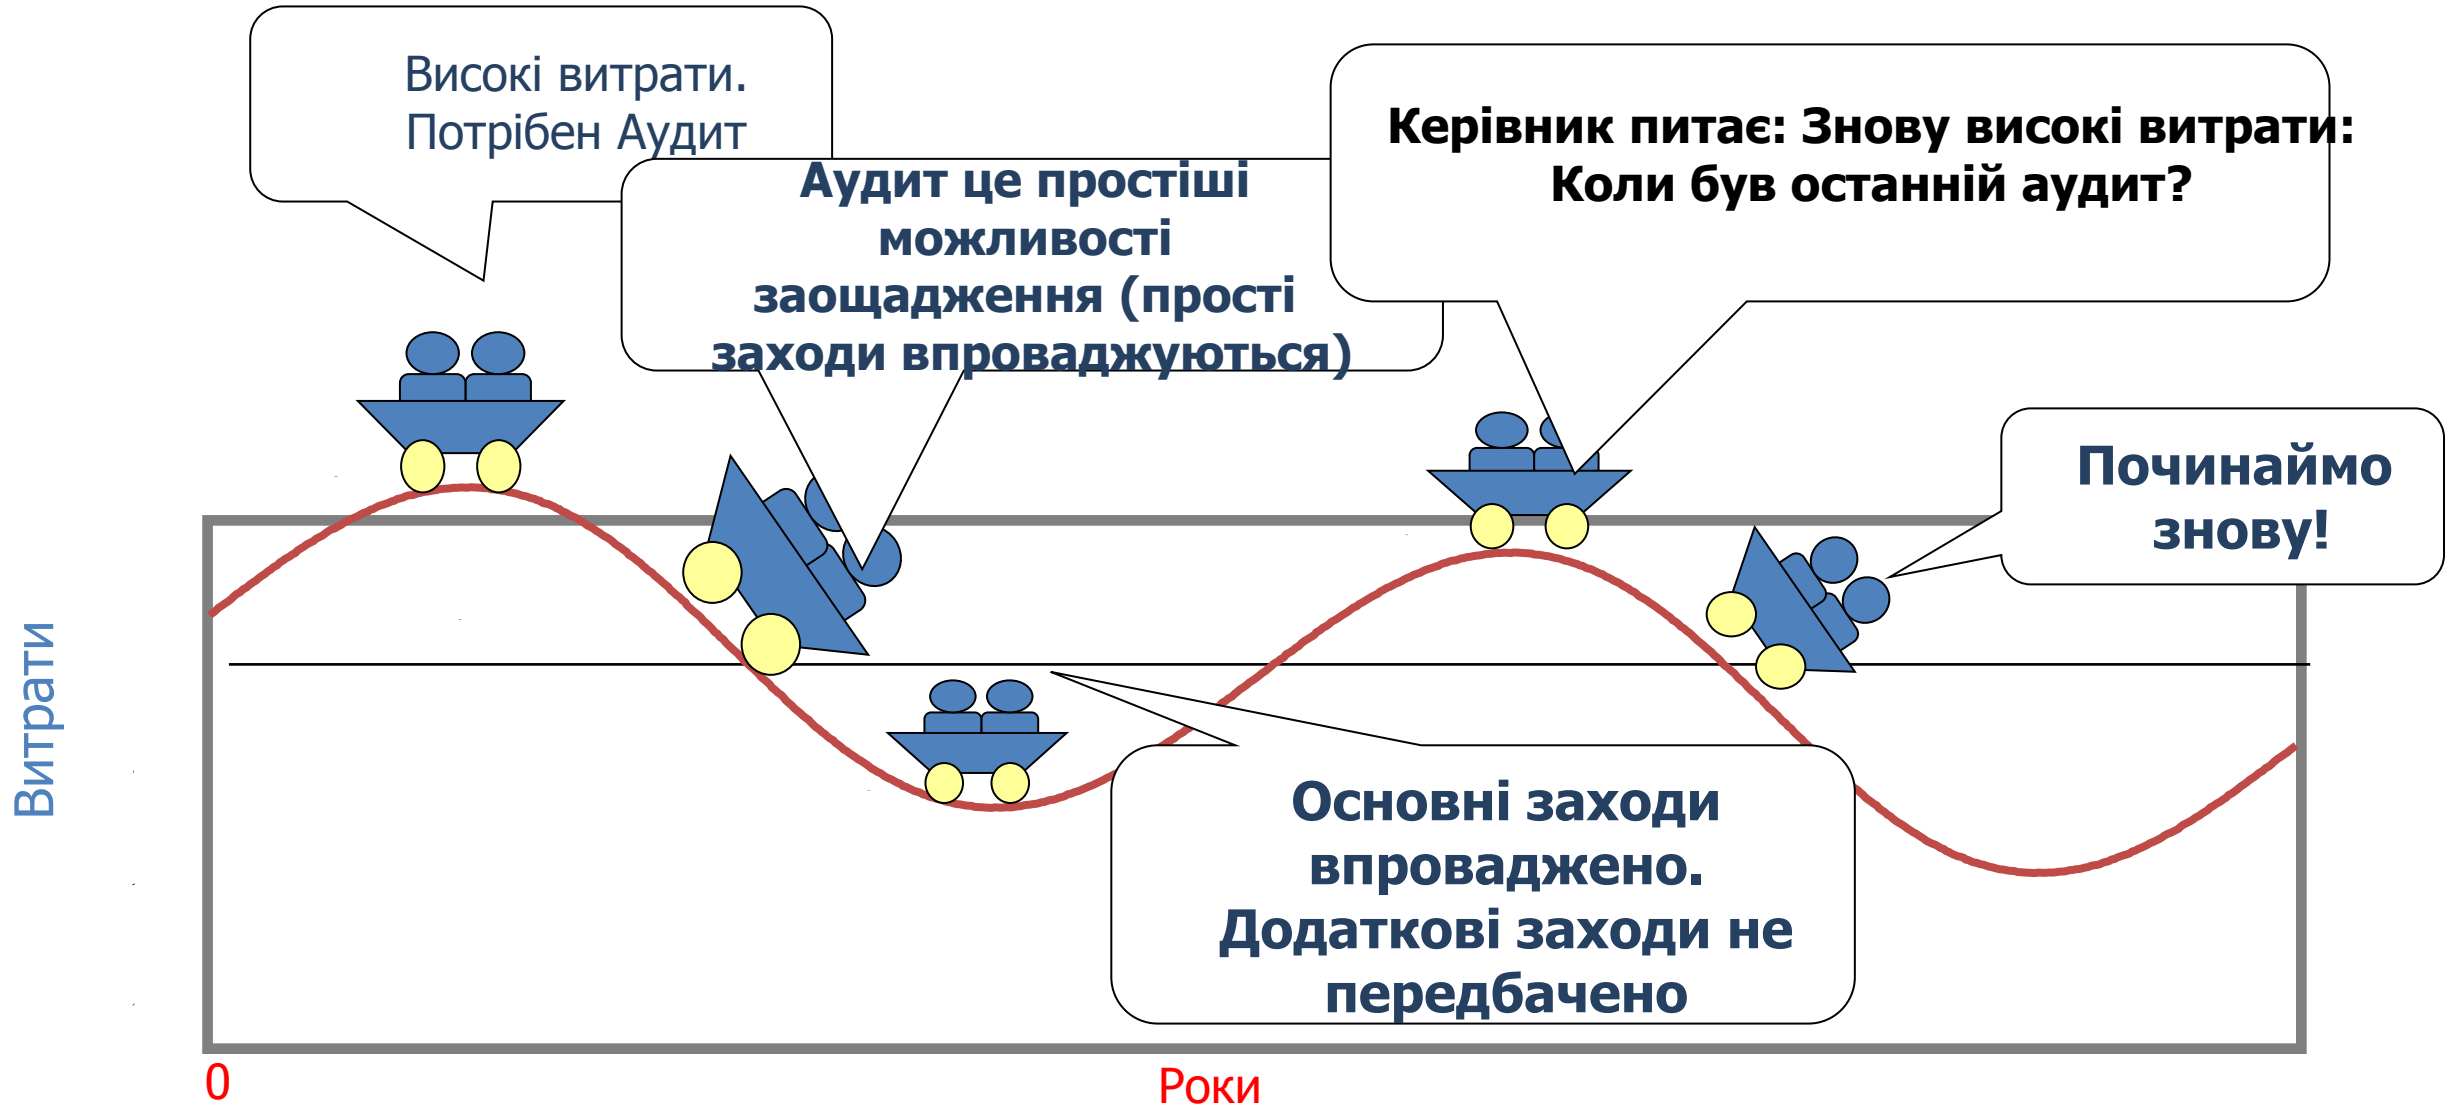 Високі витрати.
Потрібен Аудит
Аудит це простіші
можливості
заощадження (прості
заходи впроваджуються)
Керівник питає: Знову високі витрати:
Коли був останній аудит?
Починаймо
знову!
Основні заходи
впроваджено.
Додаткові заходи не
передбачено
Витрати
0
Роки